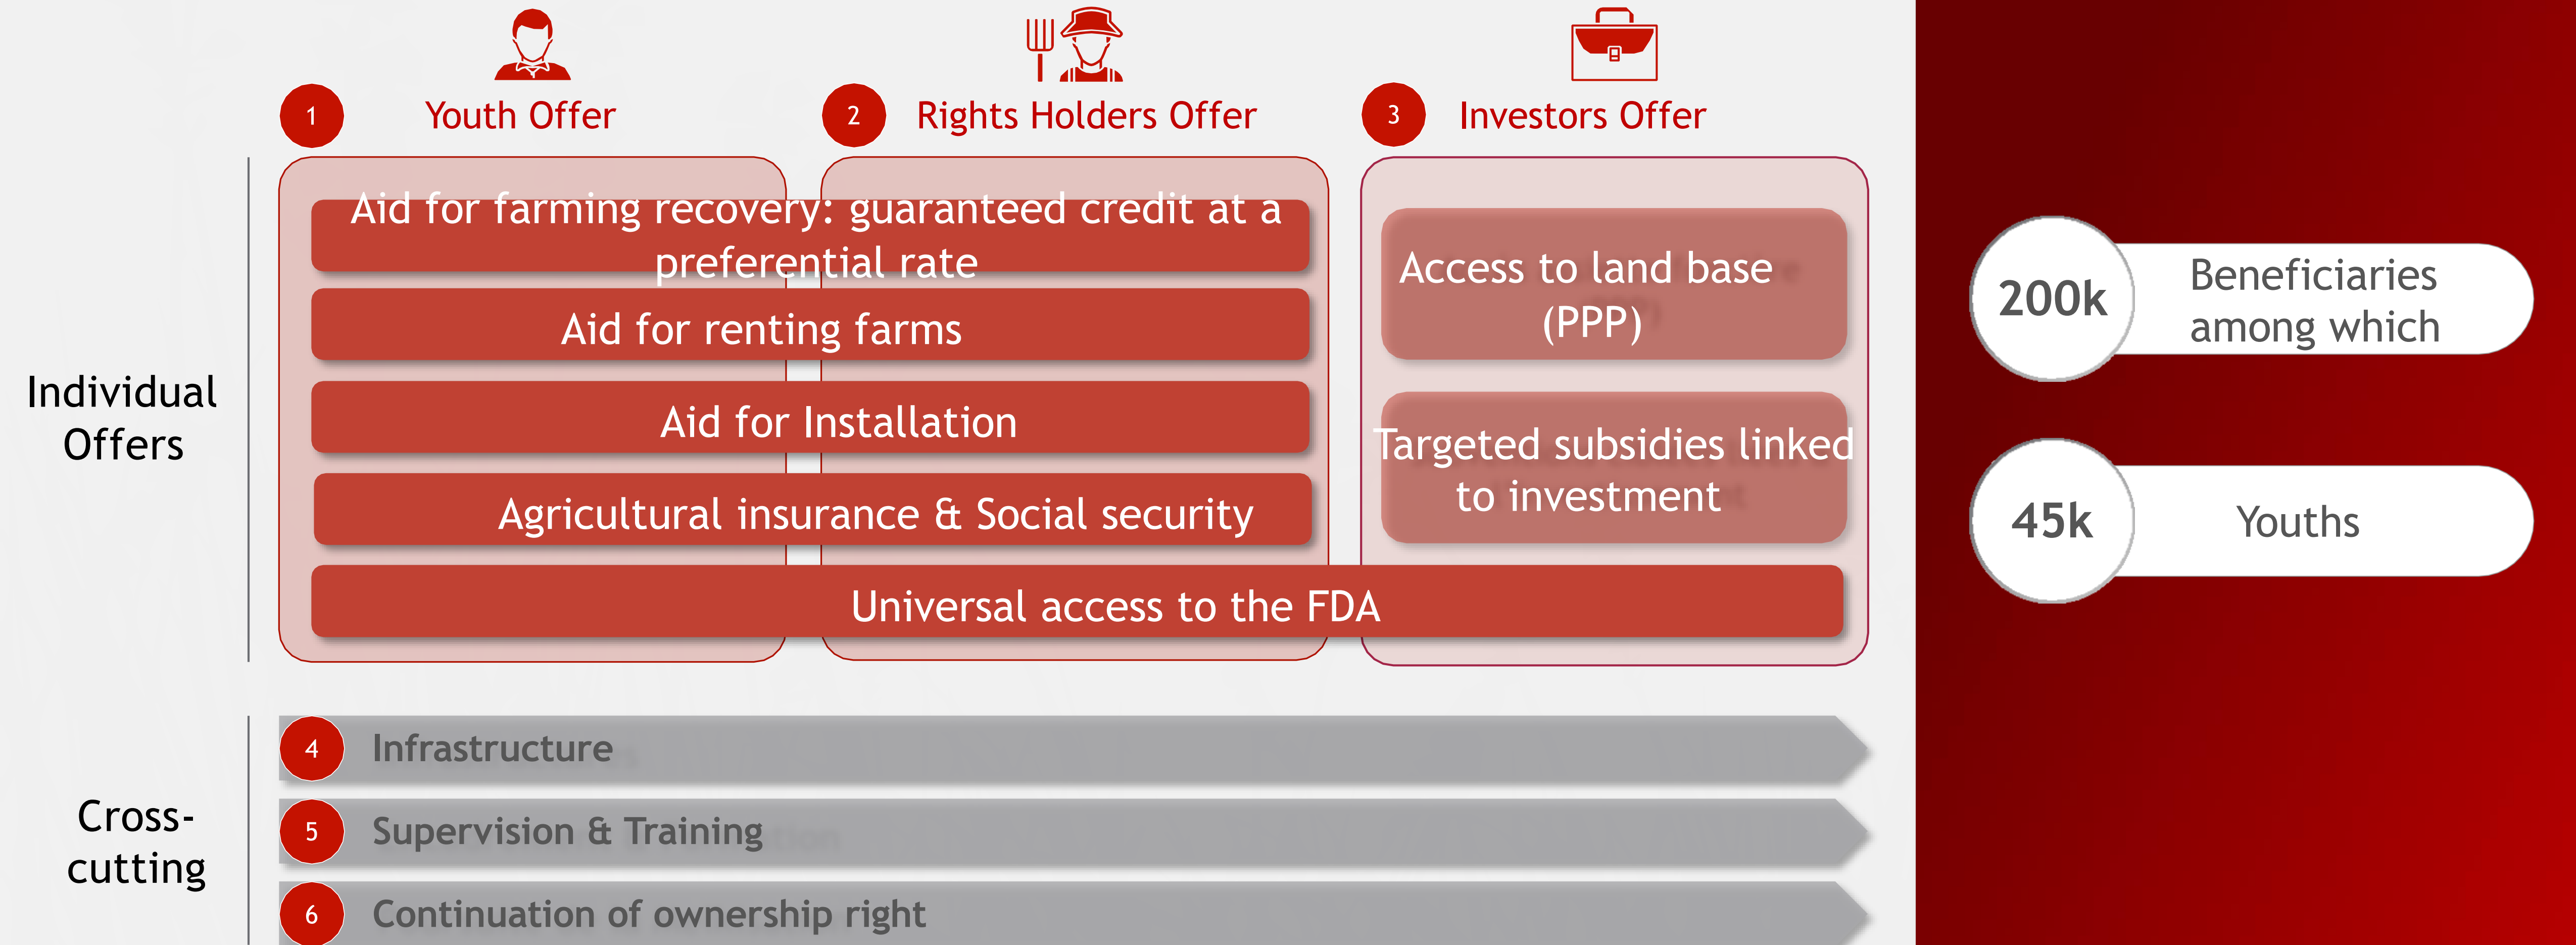 1
Youth Offer
2
Rights Holders Offer
3
Investors Offer
Individual
Offers
Aid for farming recovery: guaranteed credit at a
preferential rate
Aid for renting farms
Aid for Installation
Agricultural insurance & Social security
Universal access to the FDA
Access to land base
(PPP)
Targeted subsidies linked
to investment
Cross-
cutting
4
Infrastructure
5
Supervision & Training
6
Continuation of ownership right
200k
Beneficiaries
among which
45k
Youths